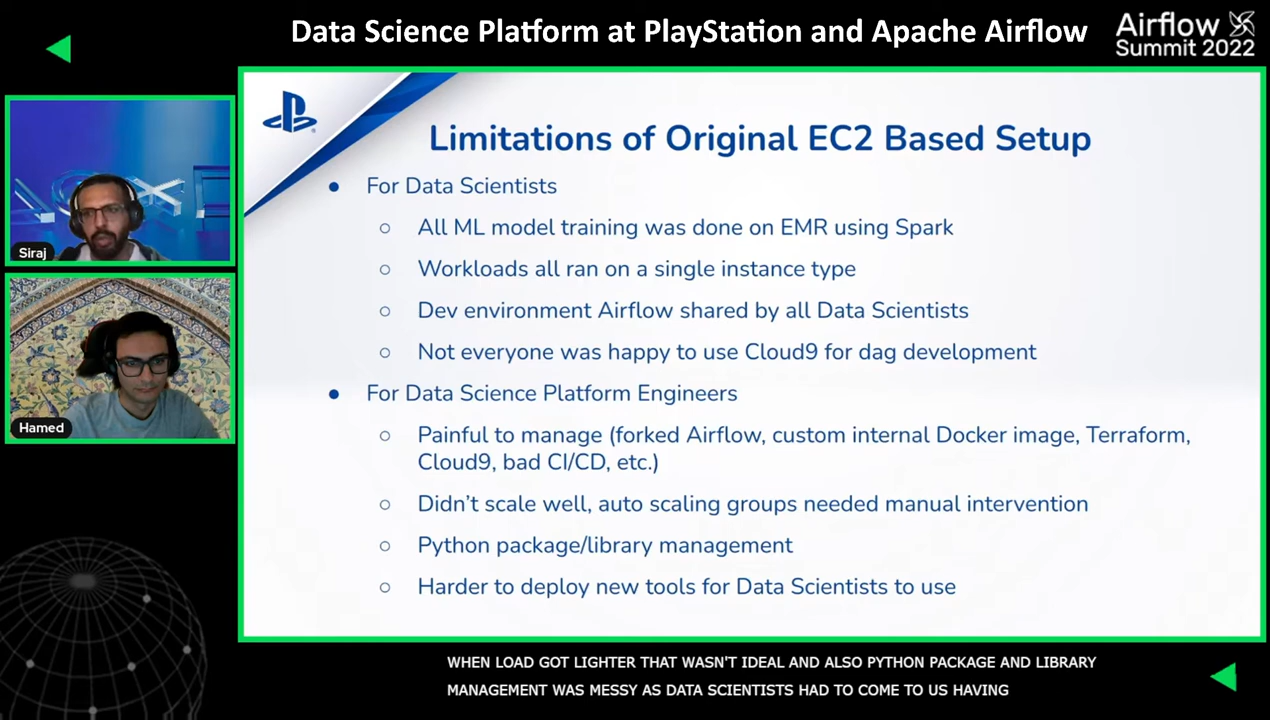 Data Science Platform at PlayStation and Apache Airflow
Airflow
Summit 2022
Siraj
Hamed
Limitations of Original EC2 Based Setup
● For Data Scientists
○ All ML model training was done on EMR using Spark
○ Workloads all ran on a single instance type
○ Dev environment Airflow shared by all Data Scientists
○ Not everyone was happy to use Cloud9 for dag development
● For Data Science Platform Engineers
○ Painful to manage (forked Airflow, custom internal Docker image, Terraform,
Cloud9, bad CI/CD, etc.)
○ Didn’t scale well, auto scaling groups needed manual intervention
○ Python package/library management
○ Harder to deploy new tools for Data Scientists to use
WHEN LOAD GOT LIGHTER THAT WASN'T IDEAL AND ALSO PYTHON PACKAGE AND LIBRARY
MANAGEMENT WAS MESSY AS DATA SCIENTISTS HAD TO COME TO US HAVING